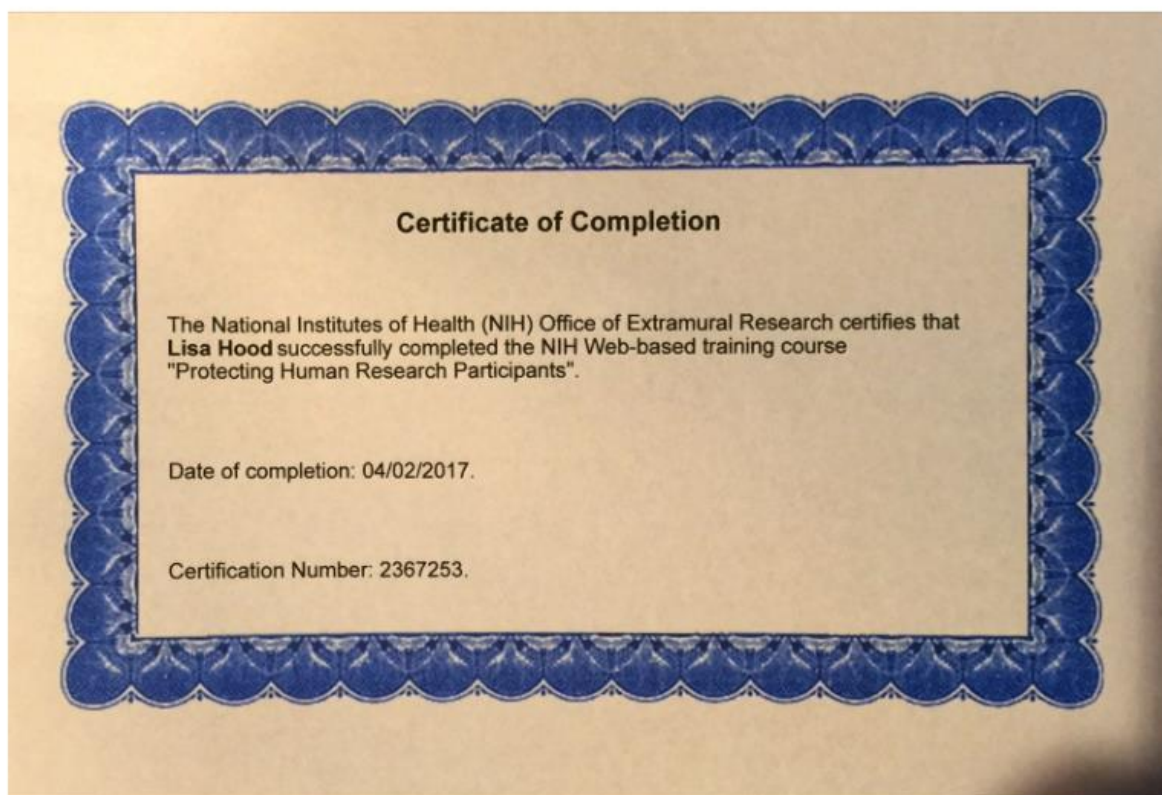 Certificate of Completion
The National Institutes of Health (NIH) Office of Extramural Research certifies that
Lisa Hood successfully completed the NIH Web-based training course
"Protecting Human Research Participants".
Date of completion: 04/02/2017.
Certification Number: 2367253.